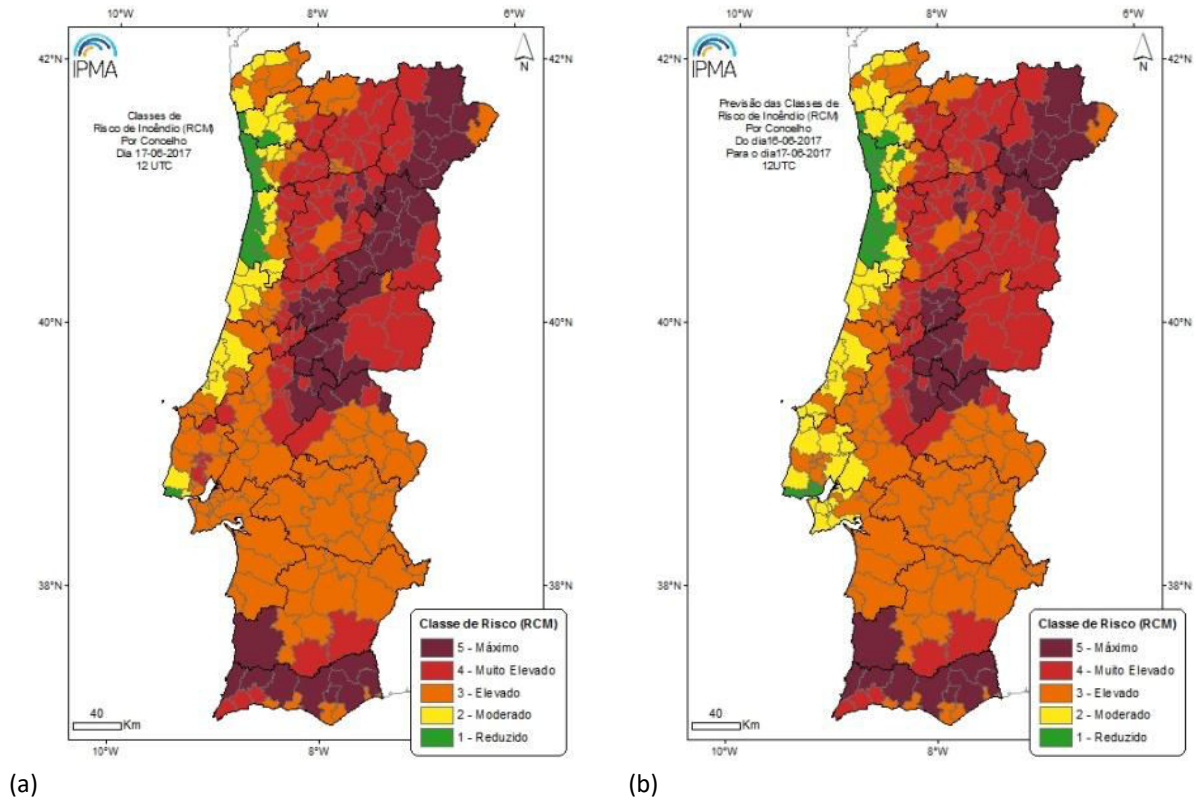 10°W
8°W
6°W
42°N
42°N
IPMA
N
Classes de
Risco de Incêndio (RCM)
Por Concelho
Dia 17-06-2017
12 UTC
40°N
40°N
38°N
38°N
Classe de Risco (RCM)
5 - Máximo
4 - Muito Elevado
3 - Elevado
2 - Moderado
1 - Reduzido
40
Km
10°W
8°W
(a)
10°W
8°W
6°W
42°N
42°N
IPMA
N
Previsão das Classes de
Risco de Incêndio (RCM)
Por Concelho
Do dia16-06-2017
Para o dia17-06-2017
12UTC
40°N
40°N
38°N
38°N
Classe de Risco (RCM)
5 - Máximo
4 - Muito Elevado
3 - Elevado
2 - Moderado
1 - Reduzido
40
Km
10°W
8°W
(b)